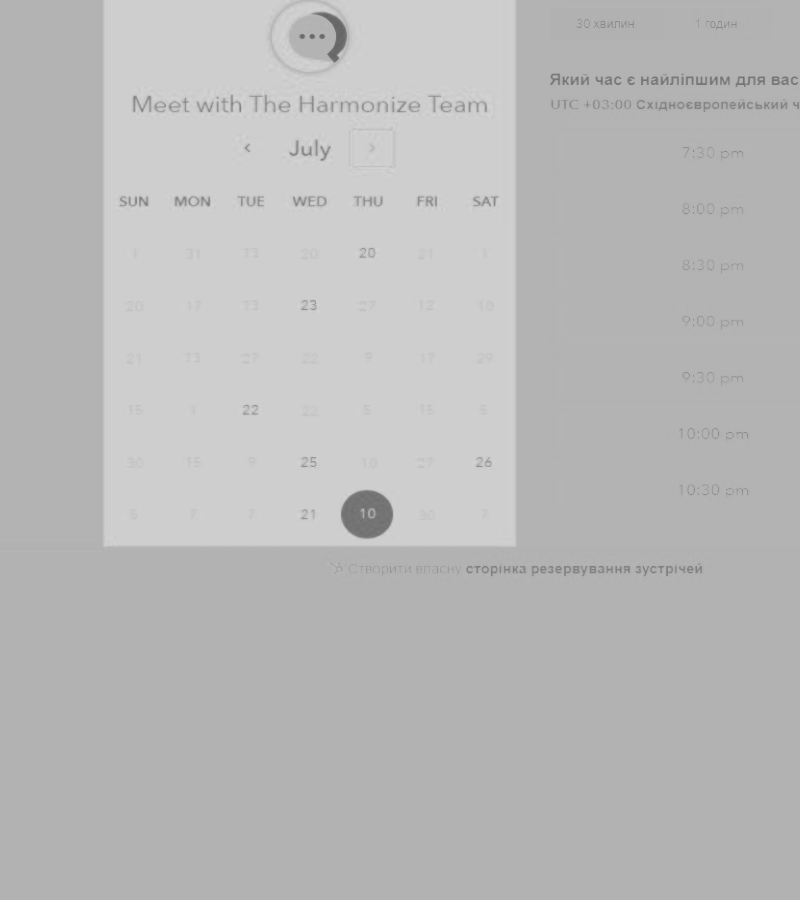 Meet with The Harmonize Team
July
SUN MON TUE WED THU FRI SAT
1 31 13 20 20 21 1
20 17 13 23 27 12 10
21 13 27 22 9 17 29
15 1 22 22 5 15 5
30 15 9 25 10 27 26
5 7 7 21 10 30 7
30 хвилин 1 годин
Який час є найліпшим для вас
UTC +03:00 Східноєвропейський ч
7:30 pm
8:00 pm
8:30 pm
9:00 pm
9:30 pm
10:00 pm
10:30 pm
Створити власну сторінка резервування зустрічей